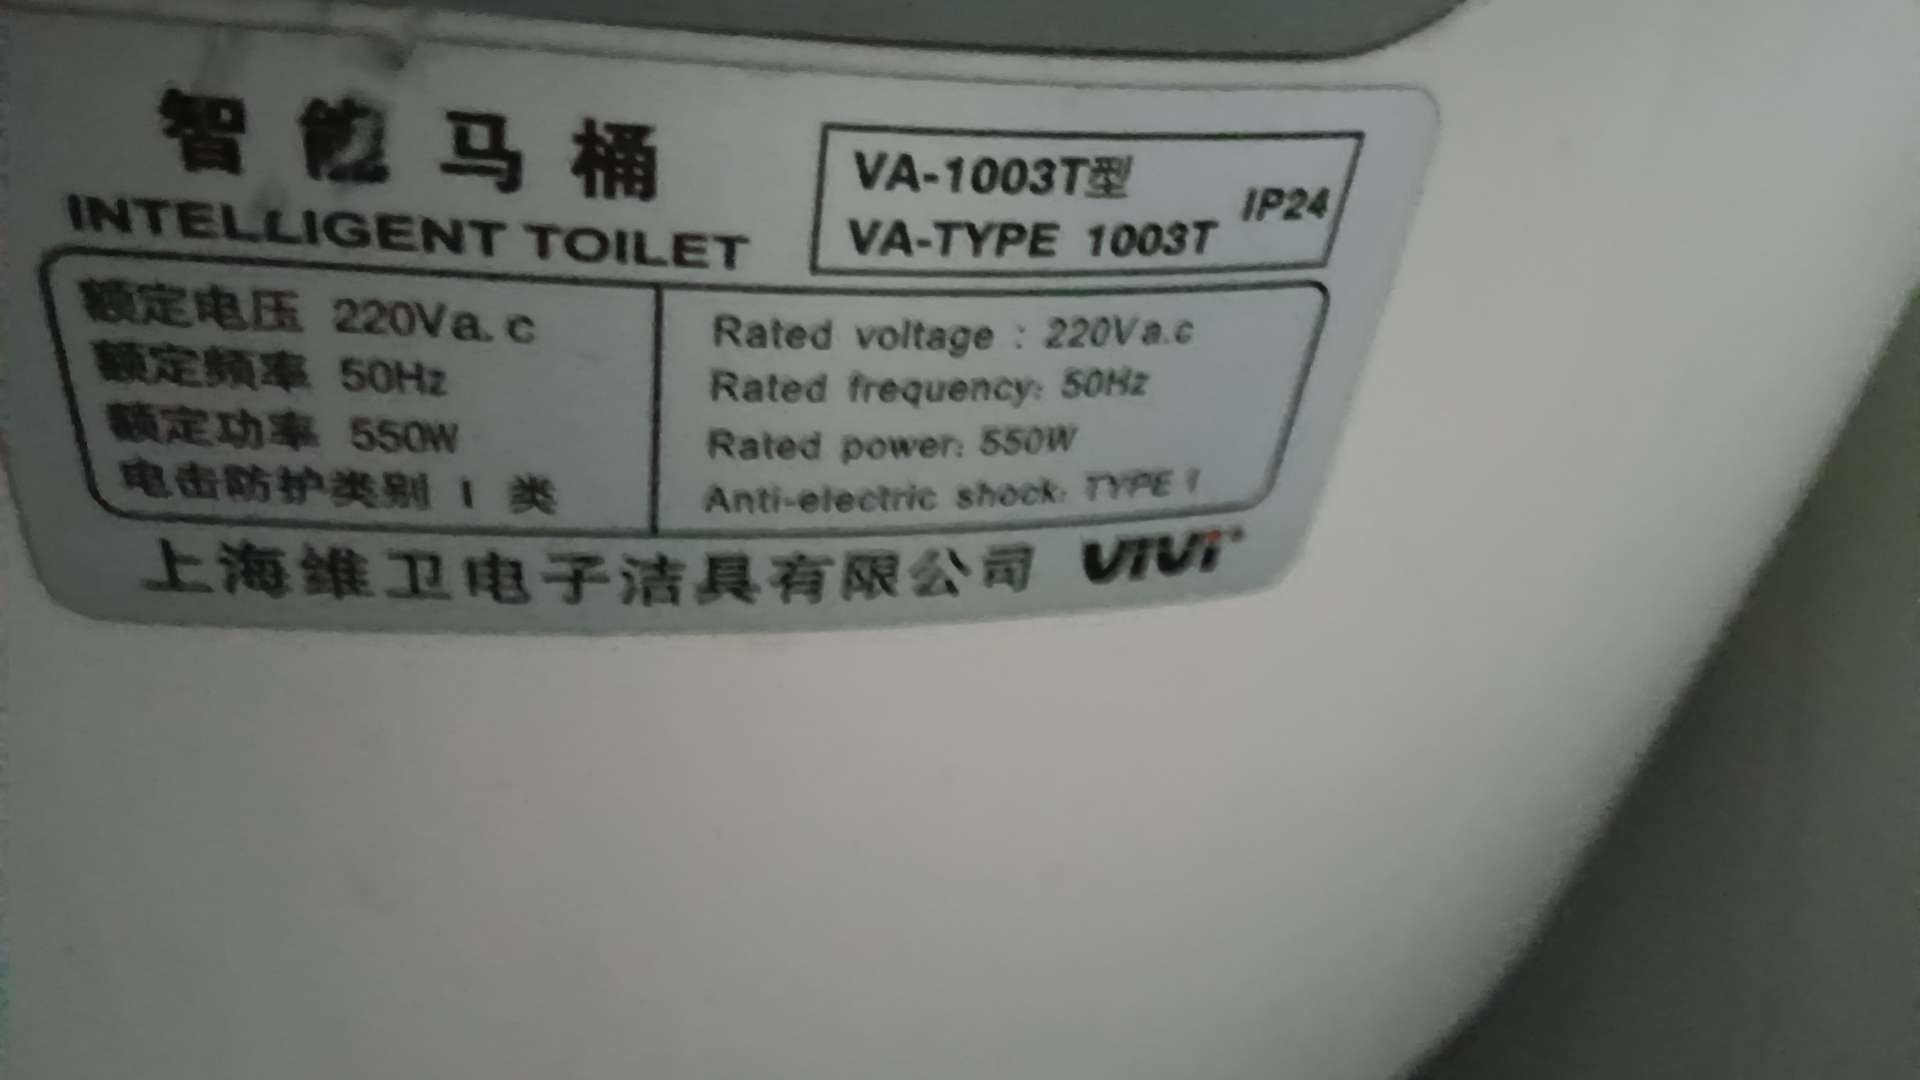 智能马桶
INTELLIGENT TOILET
VA-1003T型
VA-TYPE 1003T
IP24
额定电压 220Va.c
额定频率 50Hz
额定功率 550W
电击防护类别 I 类
Rated voltage : 220Va.c
Rated frequency: 50Hz
Rated power: 550W
Anti-electric shock: TYPE 1
上海维卫电子洁具有限公司 ViVi